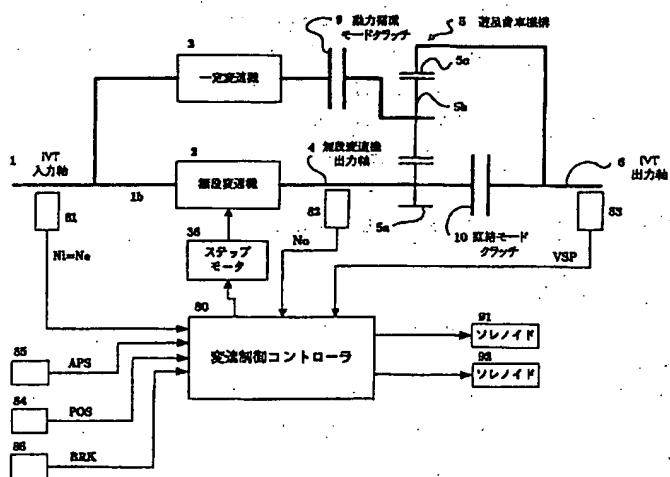 9 動力循環
モードクラッチ
5 遊星歯車機構
3
一定変速機
5c
5b
1
IVT
入力軸
2
無段変速機
1b
4 無段変速機
出力軸
6
IVT
出力軸
81
82
83
5a
10 直結モード
クラッチ
36
ステップ
モータ
No
VSP
Ni=Ne
80
変速制御コントローラ
91
ソレノイド
92
ソレノイド
85
APS
84
POS
86
BRK